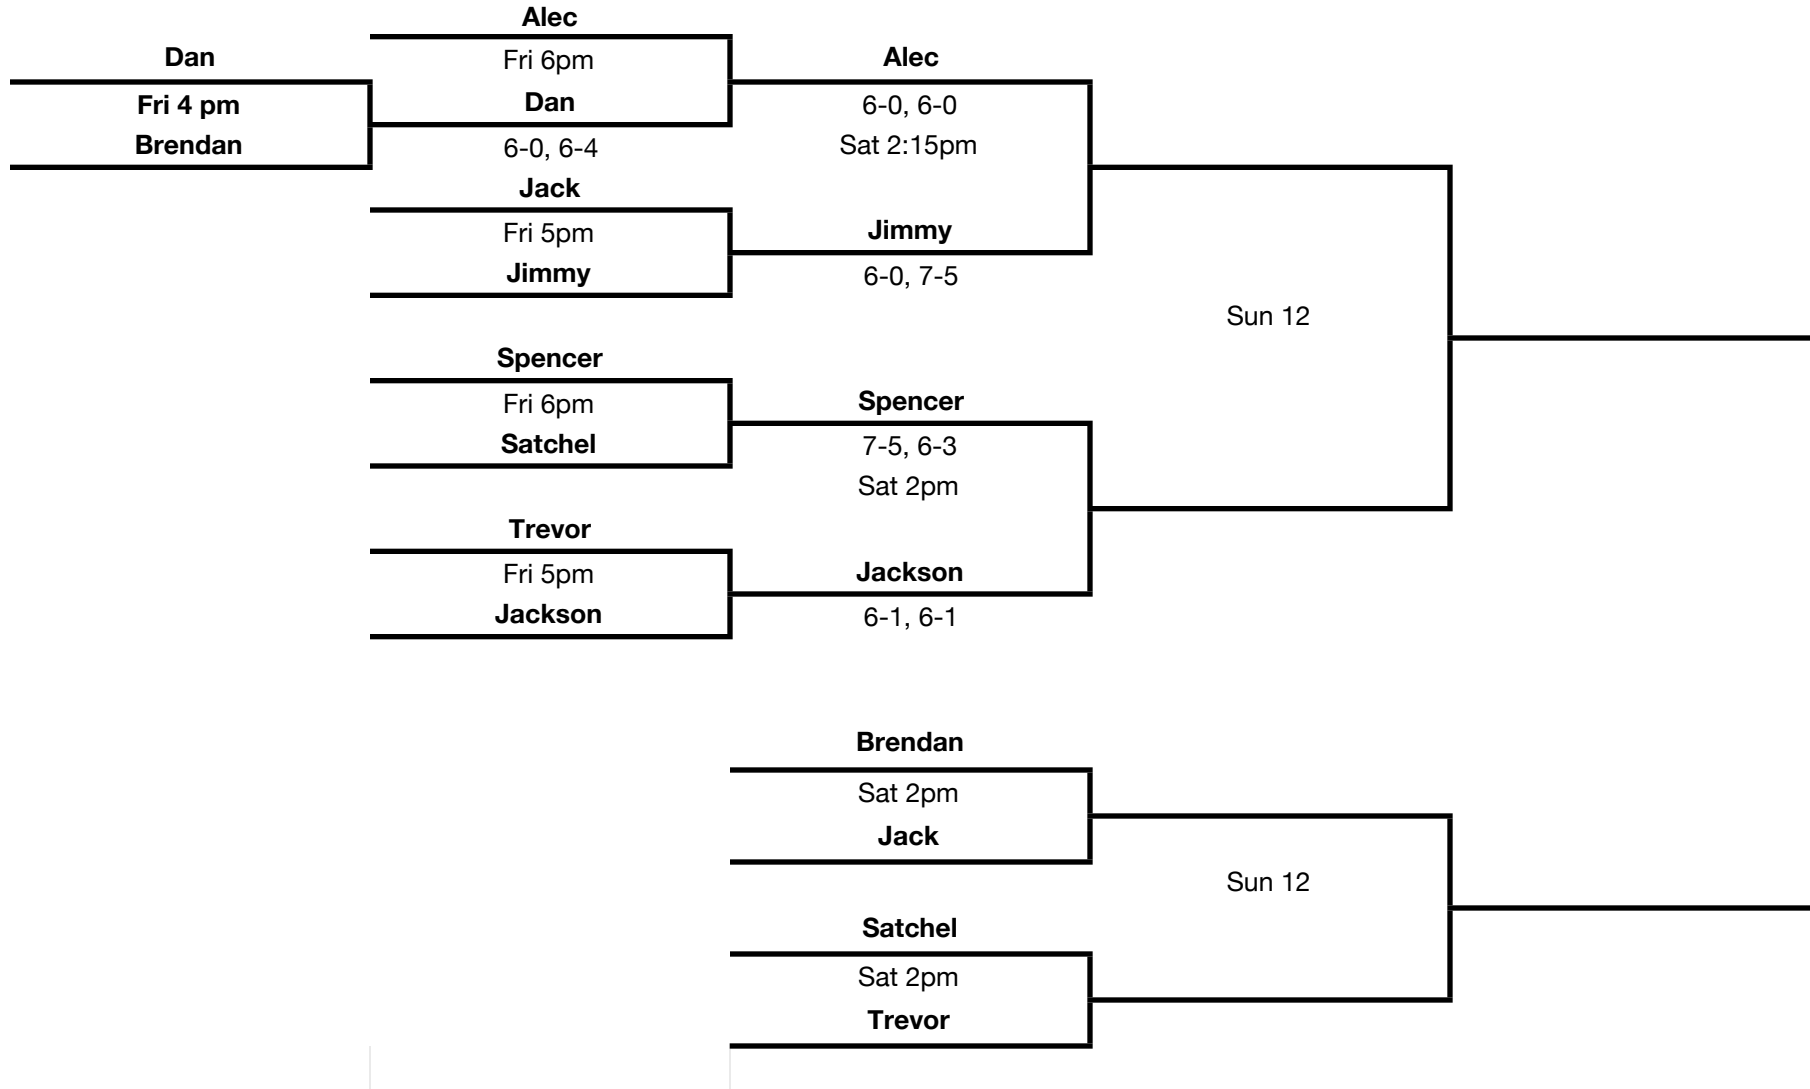 Alec
Dan
Fri 6pm
Alec
Fri 4 pm
Dan
6-0, 6-0
Brendan
6-0, 6-4
Sat 2:15pm
Jack
Fri 5pm
Jimmy
Jimmy
6-0, 7-5
Sun 12
Spencer
Fri 6pm
Spencer
Satchel
7-5, 6-3
Sat 2pm
Trevor
Fri 5pm
Jackson
Jackson
6-1, 6-1
Brendan
Sat 2pm
Jack
Sun 12
Satchel
Sat 2pm
Trevor